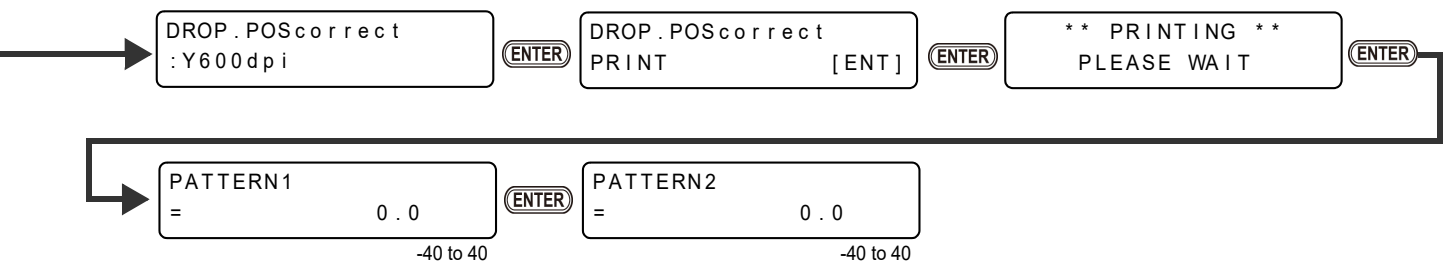 DROP.POScorrect
:Y600dpi
ENTER
DROP.POScorrect
PRINT [ENT]
ENTER
** PRINTING **
PLEASE WAIT
ENTER
PATTERN1
= 0.0
-40 to 40
ENTER
PATTERN2
= 0.0
-40 to 40